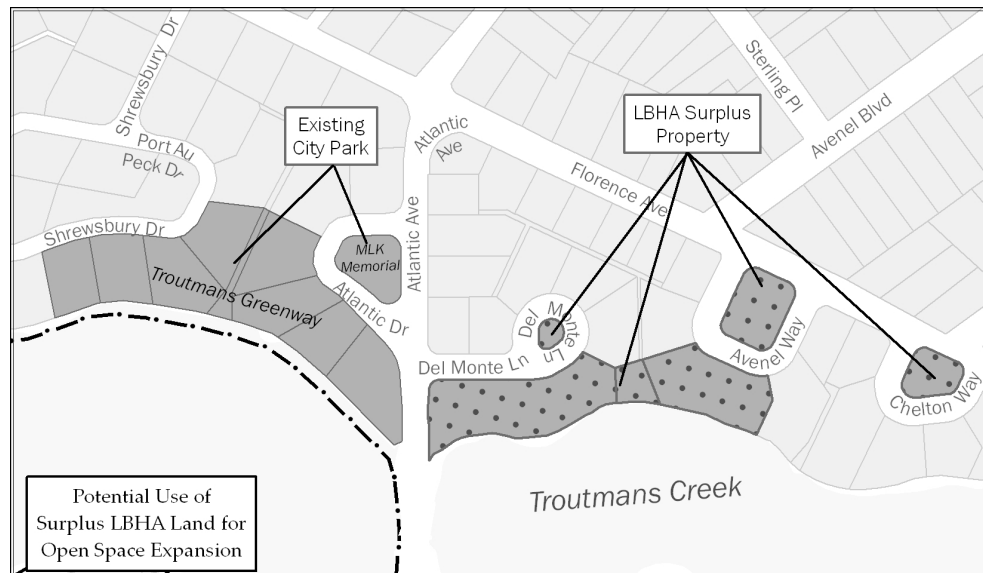 Shrewsbury Dr
Sterling Pl
Avenel Blvd
Existing
City Park
LBHA Surplus
Property
Port Au
Peck Dr
Atlantic
Ave
Florence Ave
Shrewsbury Dr
Atlantic Ave
MLK
Memorial
Troutmans Greenway
Atlantic Dr
Del Monte Ln
Del Monte Ln
Avenel Way
Chelton Way
Troutmans Creek
Potential Use of
Surplus LBHA Land for
Open Space Expansion